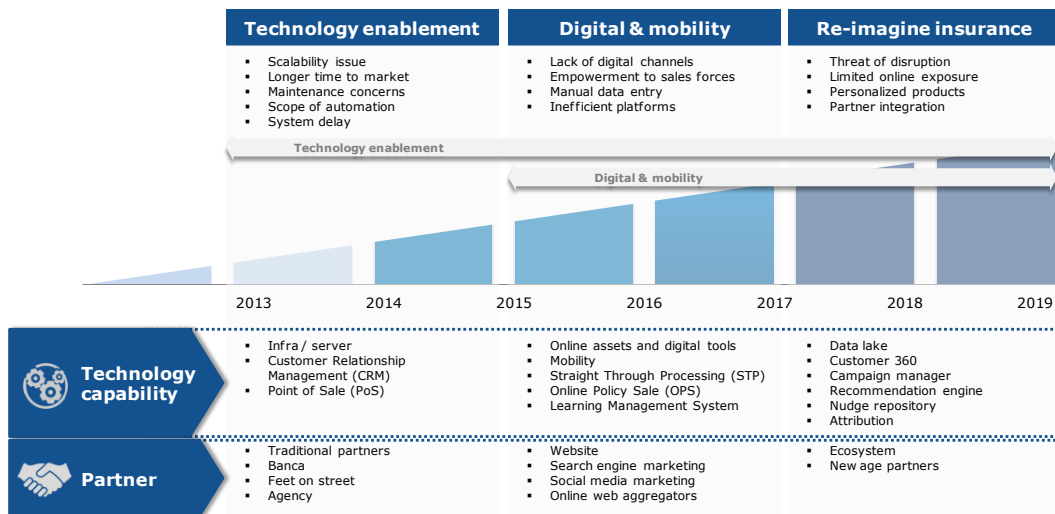 Technology enablement
Digital & mobility
Re-imagine insurance
▪ Scalability issue
▪ Longer time to market
▪ Maintenance concerns
▪ Scope of automation
▪ System delay
▪ Lack of digital channels
▪ Empowerment to sales forces
▪ Manual data entry
▪ Inefficient platforms
▪ Threat of disruption
▪ Limited online exposure
▪ Personalized products
▪ Partner integration
Technology enablement
Digital & mobility
2013
2014
2015
2016
2017
2018
2019
Technology
capability
▪ Infra / server
▪ Customer Relationship
Management (CRM)
▪ Point of Sale (PoS)
▪ Online assets and digital tools
▪ Mobility
▪ Straight Through Processing (STP)
▪ Online Policy Sale (OPS)
▪ Learning Management System
▪ Data lake
▪ Customer 360
▪ Campaign manager
▪ Recommendation engine
▪ Nudge repository
▪ Attribution
Partner
▪ Traditional partners
▪ Banca
▪ Feet on street
▪ Agency
▪ Website
▪ Search engine marketing
▪ Social media marketing
▪ Online web aggregators
▪ Ecosystem
▪ New age partners